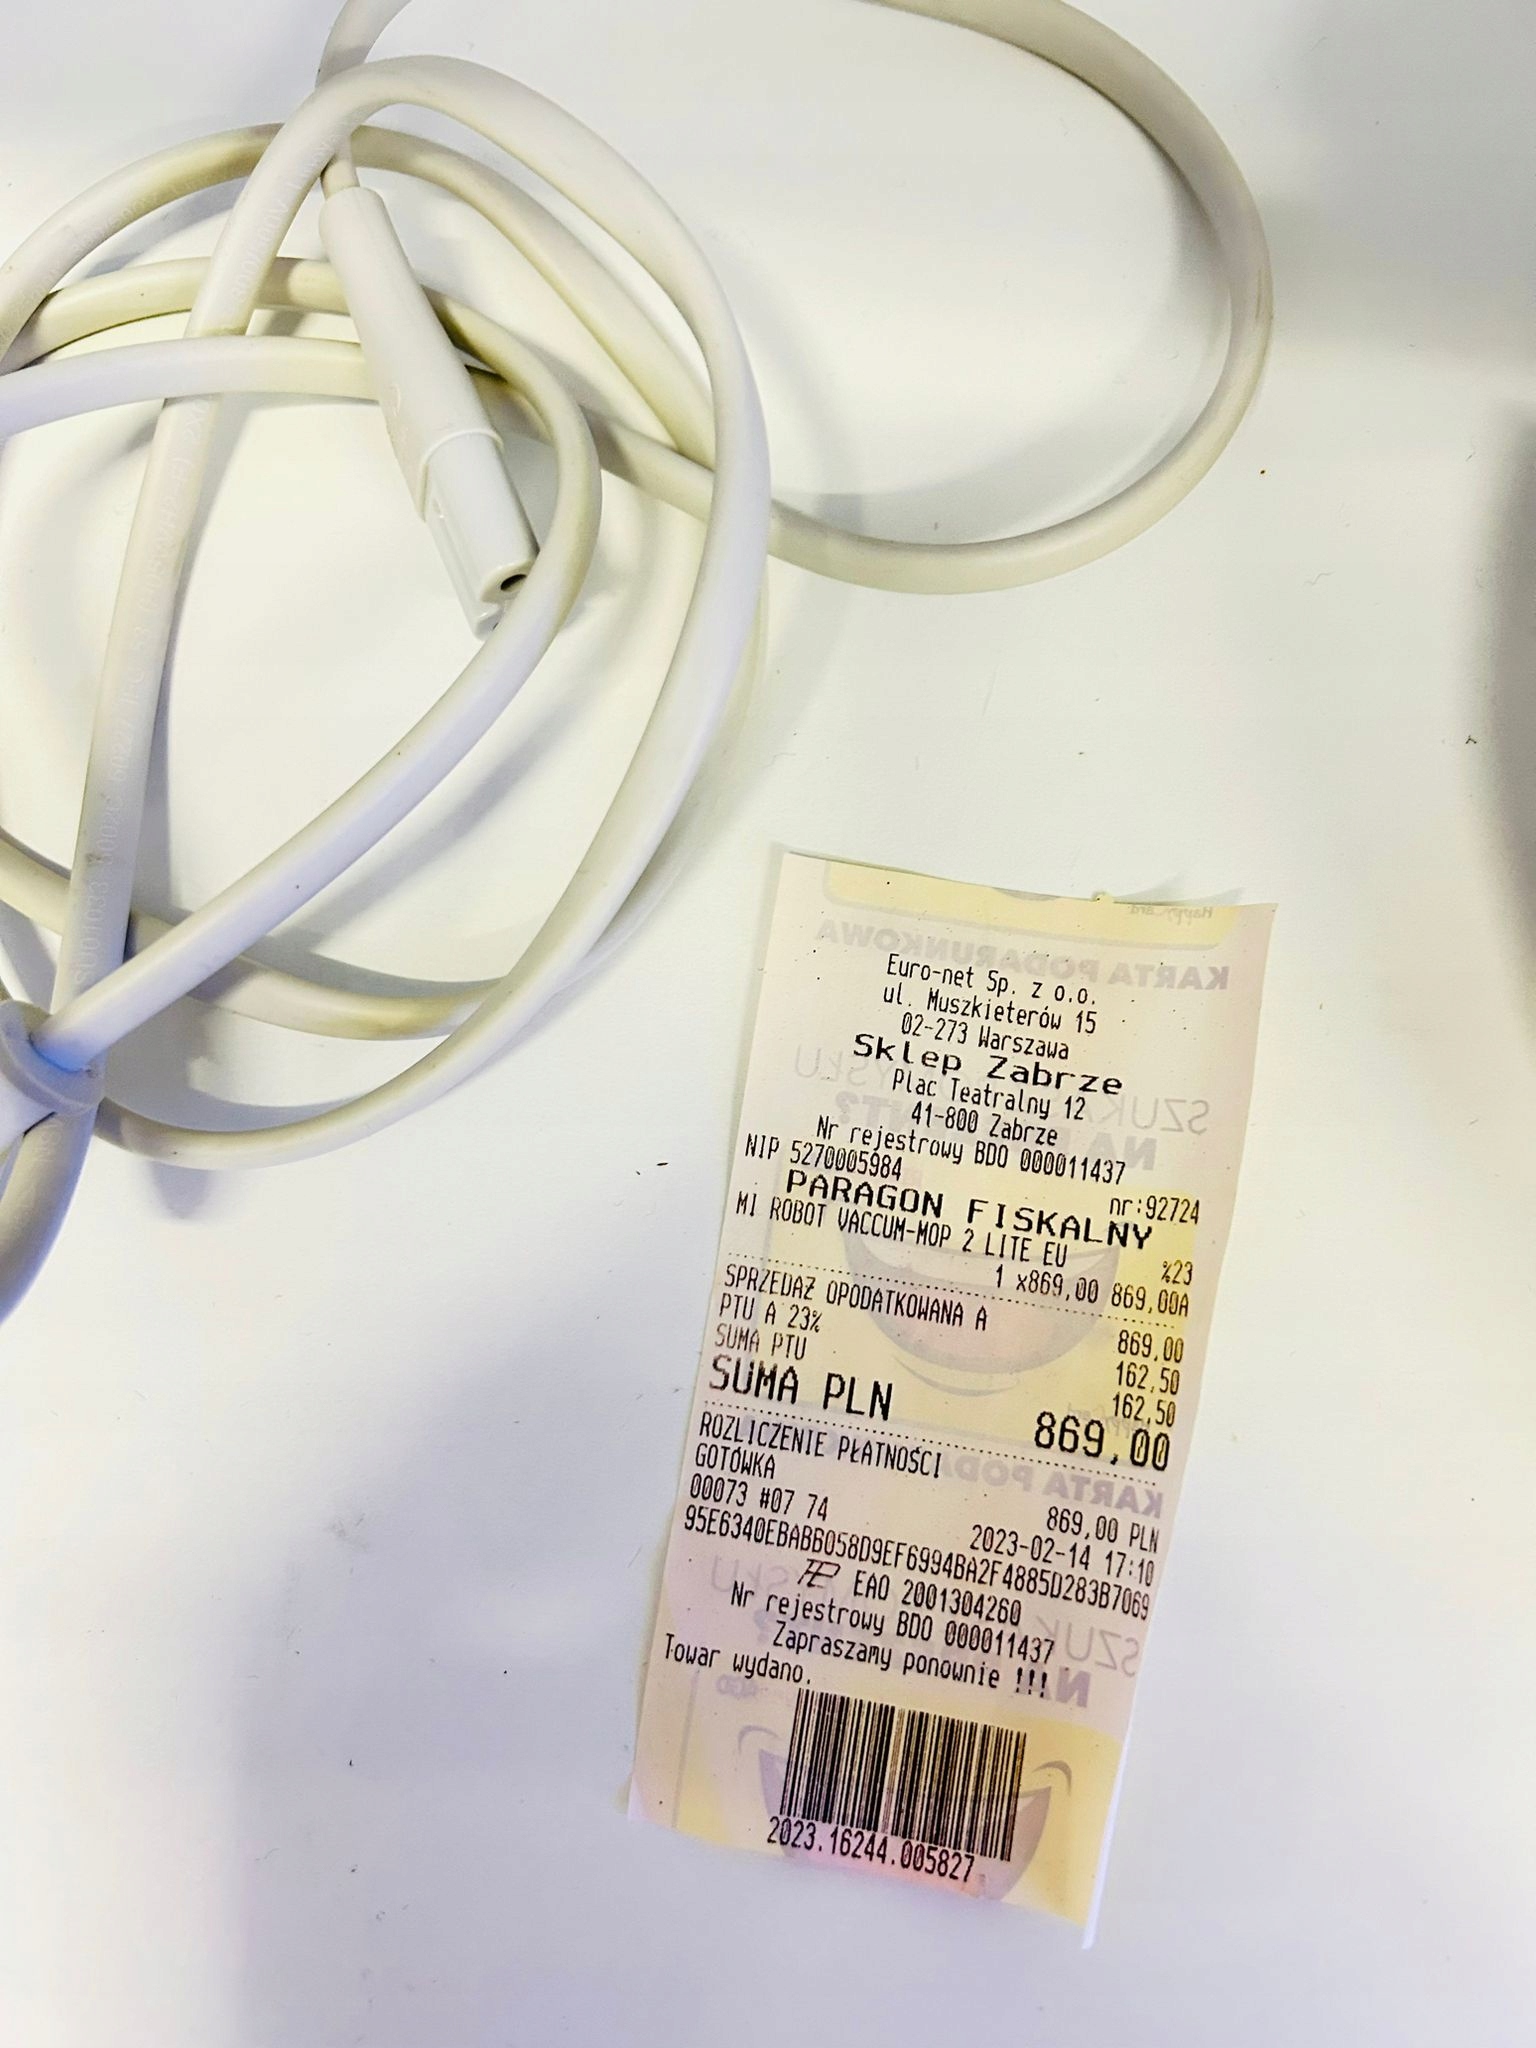 Euro-net Sp. z o.o.
ul. Muszkieterów 15
02-273 Warszawa
Sklep Zabrze
Plac Teatralny 12
41-800 Zabrze
Nr rejestrowy BDO 000011437
NIP 5270005984 nr:92724
PARAGON FISKALNY
MI ROBOT VACCUM-MOP 2 LITE EU %23
1 x869,00 869,00A
SPRZEDAŻ OPODATKOWANA A 869,00
PTU A 23% 162,50
SUMA PTU 162,50
SUMA PLN 869,00
ROZLICZENIE PŁATNOŚCI
GOTÓWKA 869,00 PLN
00073 #07 74 2023-02-14 17:10
95E6340EBABB6058D9EF6994BA2F4885D283B7069
EAO 2001304260
Nr rejestrowy BDO 000011437
Zapraszamy ponownie !!!
Towar wydano.
2023.16244.005827